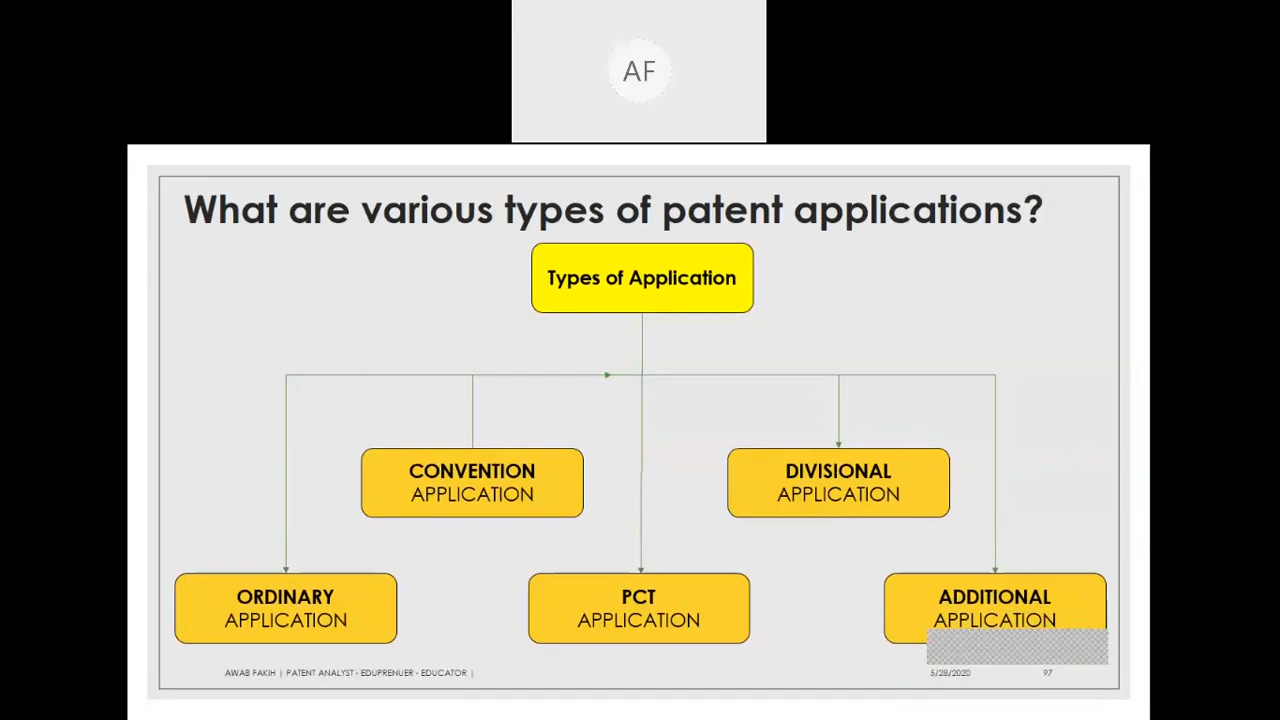 AF
What are various types of patent applications?
Types of Application
CONVENTION
APPLICATION
DIVISIONAL
APPLICATION
ORDINARY
APPLICATION
PCT
APPLICATION
ADDITIONAL
APPLICATION
AWAB FAKIH | PATENT ANALYST - EDUPRENUER - EDUCATOR |
5/28/2020
97